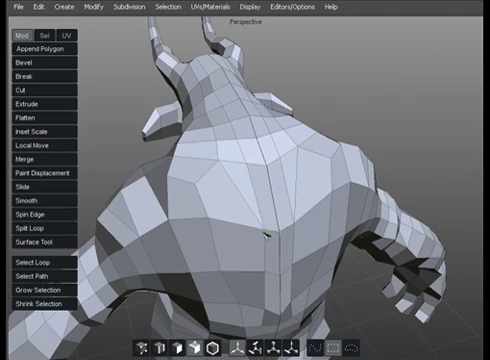 File Edit Create Modify Subdivision Selection UVs/Materials Display Editors/Options Help
Perspective
Mod Sel UV
Append Polygon
Bevel
Break
Cut
Extrude
Flatten
Inset Scale
Local Move
Merge
Paint Displacement
Slide
Smooth
Spin Edge
Split Loop
Surface Tool
Select Loop
Select Path
Grow Selection
Shrink Selection